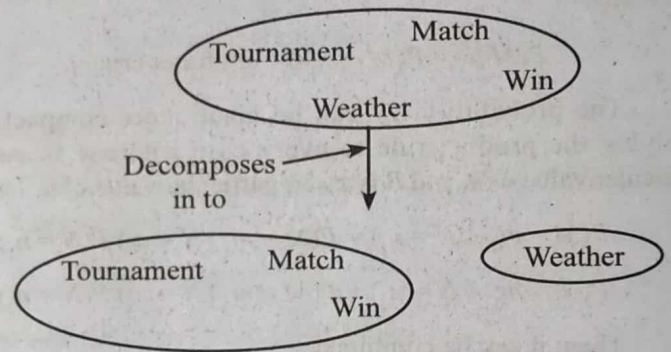 Match
Tournament
Win
Weather
Decomposes
in to
Tournament
Match
Win
Weather